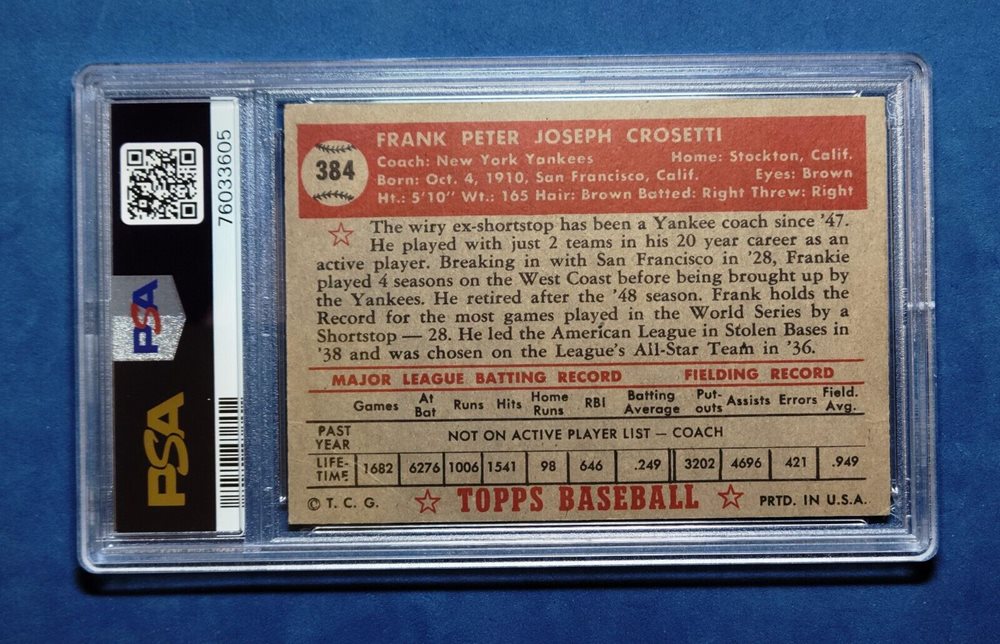 76033605
PSA
PSA
384
FRANK PETER JOSEPH CROSETTI
Coach: New York Yankees Home: Stockton, Calif.
Born: Oct. 4, 1910, San Francisco, Calif. Eyes: Brown
Ht.: 5'10" Wt.: 165 Hair: Brown Batted: Right Threw: Right
The wiry ex-shortstop has been a Yankee coach since '47.
He played with just 2 teams in his 20 year career as an
active player. Breaking in with San Francisco in '28, Frankie
played 4 seasons on the West Coast before being brought up by
the Yankees. He retired after the '48 season. Frank holds the
Record for the most games played in the World Series by a
Shortstop — 28. He led the American League in Stolen Bases in
'38 and was chosen on the League's All-Star Team in '36.
MAJOR LEAGUE BATTING RECORD FIELDING RECORD
Games At Bat Runs Hits Home Runs RBI Batting Average Put-outs Assists Errors Field. Avg.
PAST YEAR NOT ON ACTIVE PLAYER LIST — COACH
LIFE-TIME 1682 6276 1006 1541 98 646 .249 3202 4696 421 .949
© T. C. G. TOPPS BASEBALL PRTD. IN U.S.A.